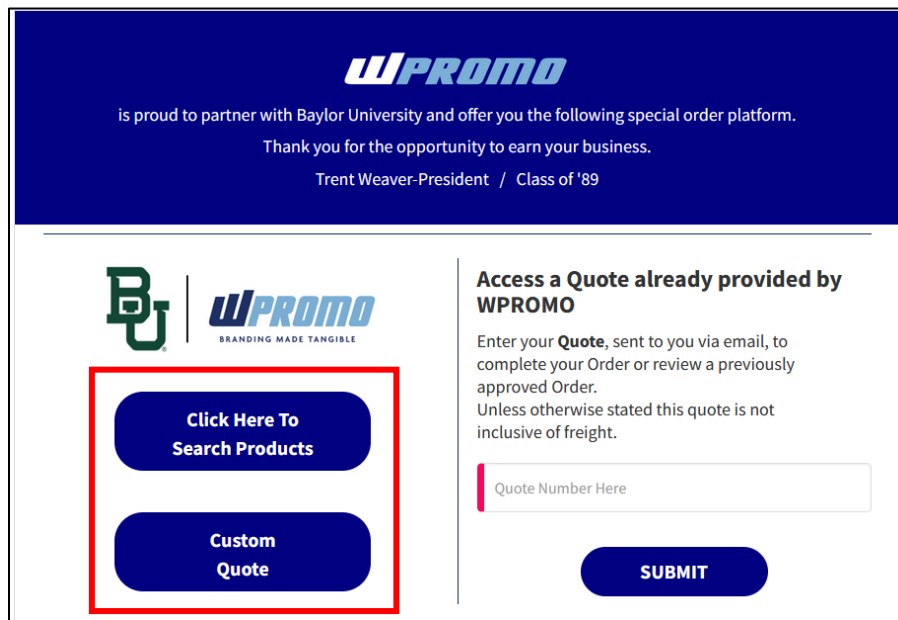 WPROMO
is proud to partner with Baylor University and offer you the following special order platform.
Thank you for the opportunity to earn your business.
Trent Weaver-President / Class of '89
BU
WPROMO
BRANDING MADE TANGIBLE
Click Here To
Search Products
Custom
Quote
Access a Quote already provided by
WPROMO
Enter your Quote, sent to you via email, to
complete your Order or review a previously
approved Order.
Unless otherwise stated this quote is not
inclusive of freight.
Quote Number Here
SUBMIT